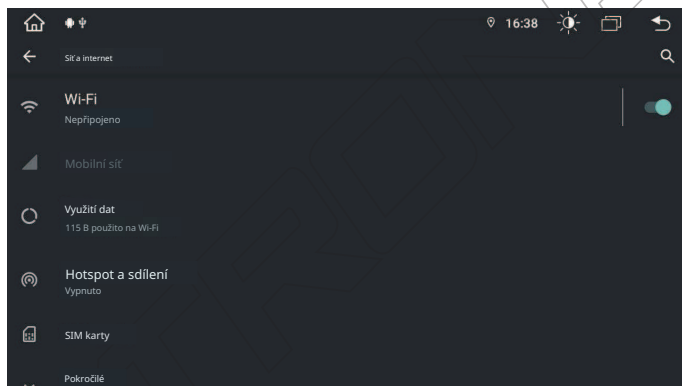 16:38
Síť a internet
Wi-Fi
Nepřipojeno
Mobilní síť
Využití dat
115 B použito na Wi-Fi
Hotspot a sdílení
Vypnuto
SIM karty
Pokročilé